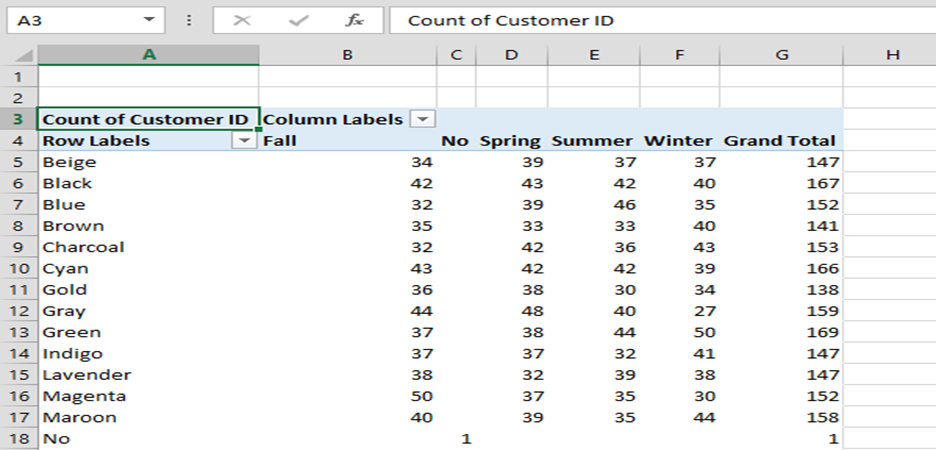 A3 fx Count of Customer ID
A B C D E F G H
1
2
3 Count of Customer ID Column Labels
4 Row Labels Fall No Spring Summer Winter Grand Total
5 Beige 34 39 37 37 147
6 Black 42 43 42 40 167
7 Blue 32 39 46 35 152
8 Brown 35 33 33 40 141
9 Charcoal 32 42 36 43 153
10 Cyan 43 42 42 39 166
11 Gold 36 38 30 34 138
12 Gray 44 48 40 27 159
13 Green 37 38 44 50 169
14 Indigo 37 37 32 41 147
15 Lavender 38 32 39 38 147
16 Magenta 50 37 35 30 152
17 Maroon 40 39 35 44 158
18 No 1 1